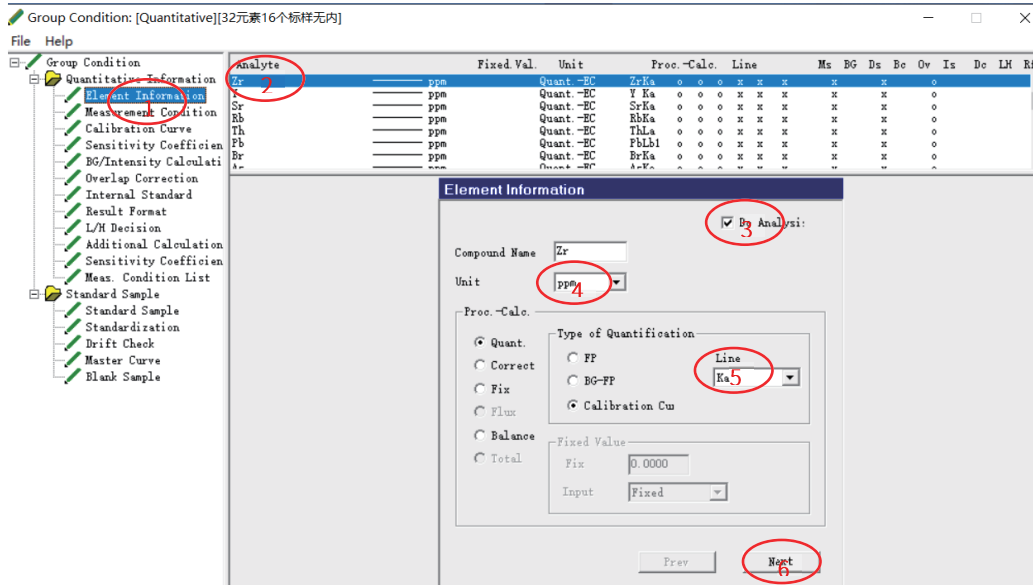 Group Condition: [Quantitative][32元素16个标样无内]
File Help
Group Condition
Quantitative Information
Element Information
Measurement Condition
Calibration Curve
Sensitivity Coefficien
BG/Intensity Calculati
Overlap Correction
Internal Standard
Result Format
L/H Decision
Additional Calculation
Sensitivity Coefficien
Meas. Condition List
Standard Sample
Standard Sample
Standardization
Drift Check
Master Curve
Blank Sample
1
Analyte Fixed.Val. Unit Proc.-Calc. Line Ms BG Ds Bc Ov Is Dc LH
2
Zr ppm Quant.-EC ZrKa o o o x x x x x o
Y ppm Quant.-EC Y Ka o o o x x x x x o
Sr ppm Quant.-EC SrKa o o o x x x x x o
Rb ppm Quant.-EC RbKa o o o x x x x x o
Th ppm Quant.-EC ThLa o o o x x x x x o
Pb ppm Quant.-EC PbLb1 o o o x x x x x o
Br ppm Quant.-EC BrKa o o o x x x x x o
Element Information
Do Analysis
3
Compound Name Zr
Unit ppm
4
Proc.-Calc.
Quant.
Correct
Fix
Flux
Balance
Total
Type of Quantification
FP
BG-FP
Calibration Cu
Line
Ka
5
Fixed Value
Fix 0.0000
Input Fixed
Prev Next
6